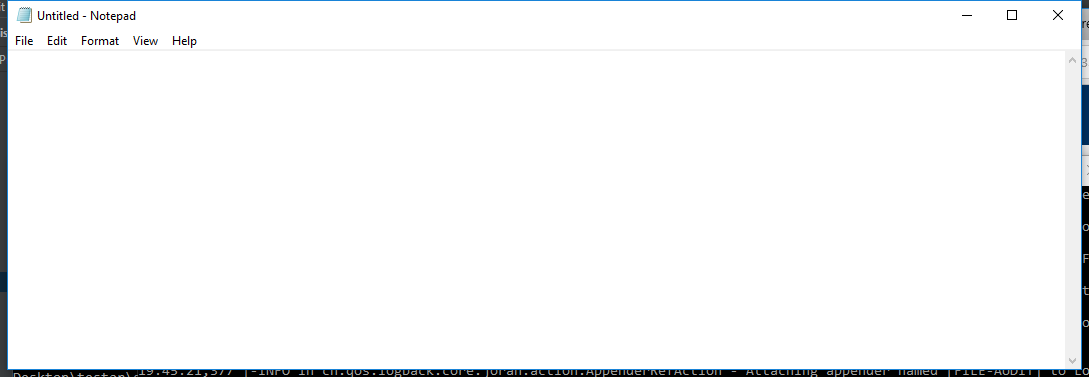 Untitled - Notepad
File Edit Format View Help
19:45:21,377 |-INFO in ch.qos.logback.core.joran.action.AppenderRefAction - Attaching appender named [FILE-AUDIT] to
Desktop\testap\